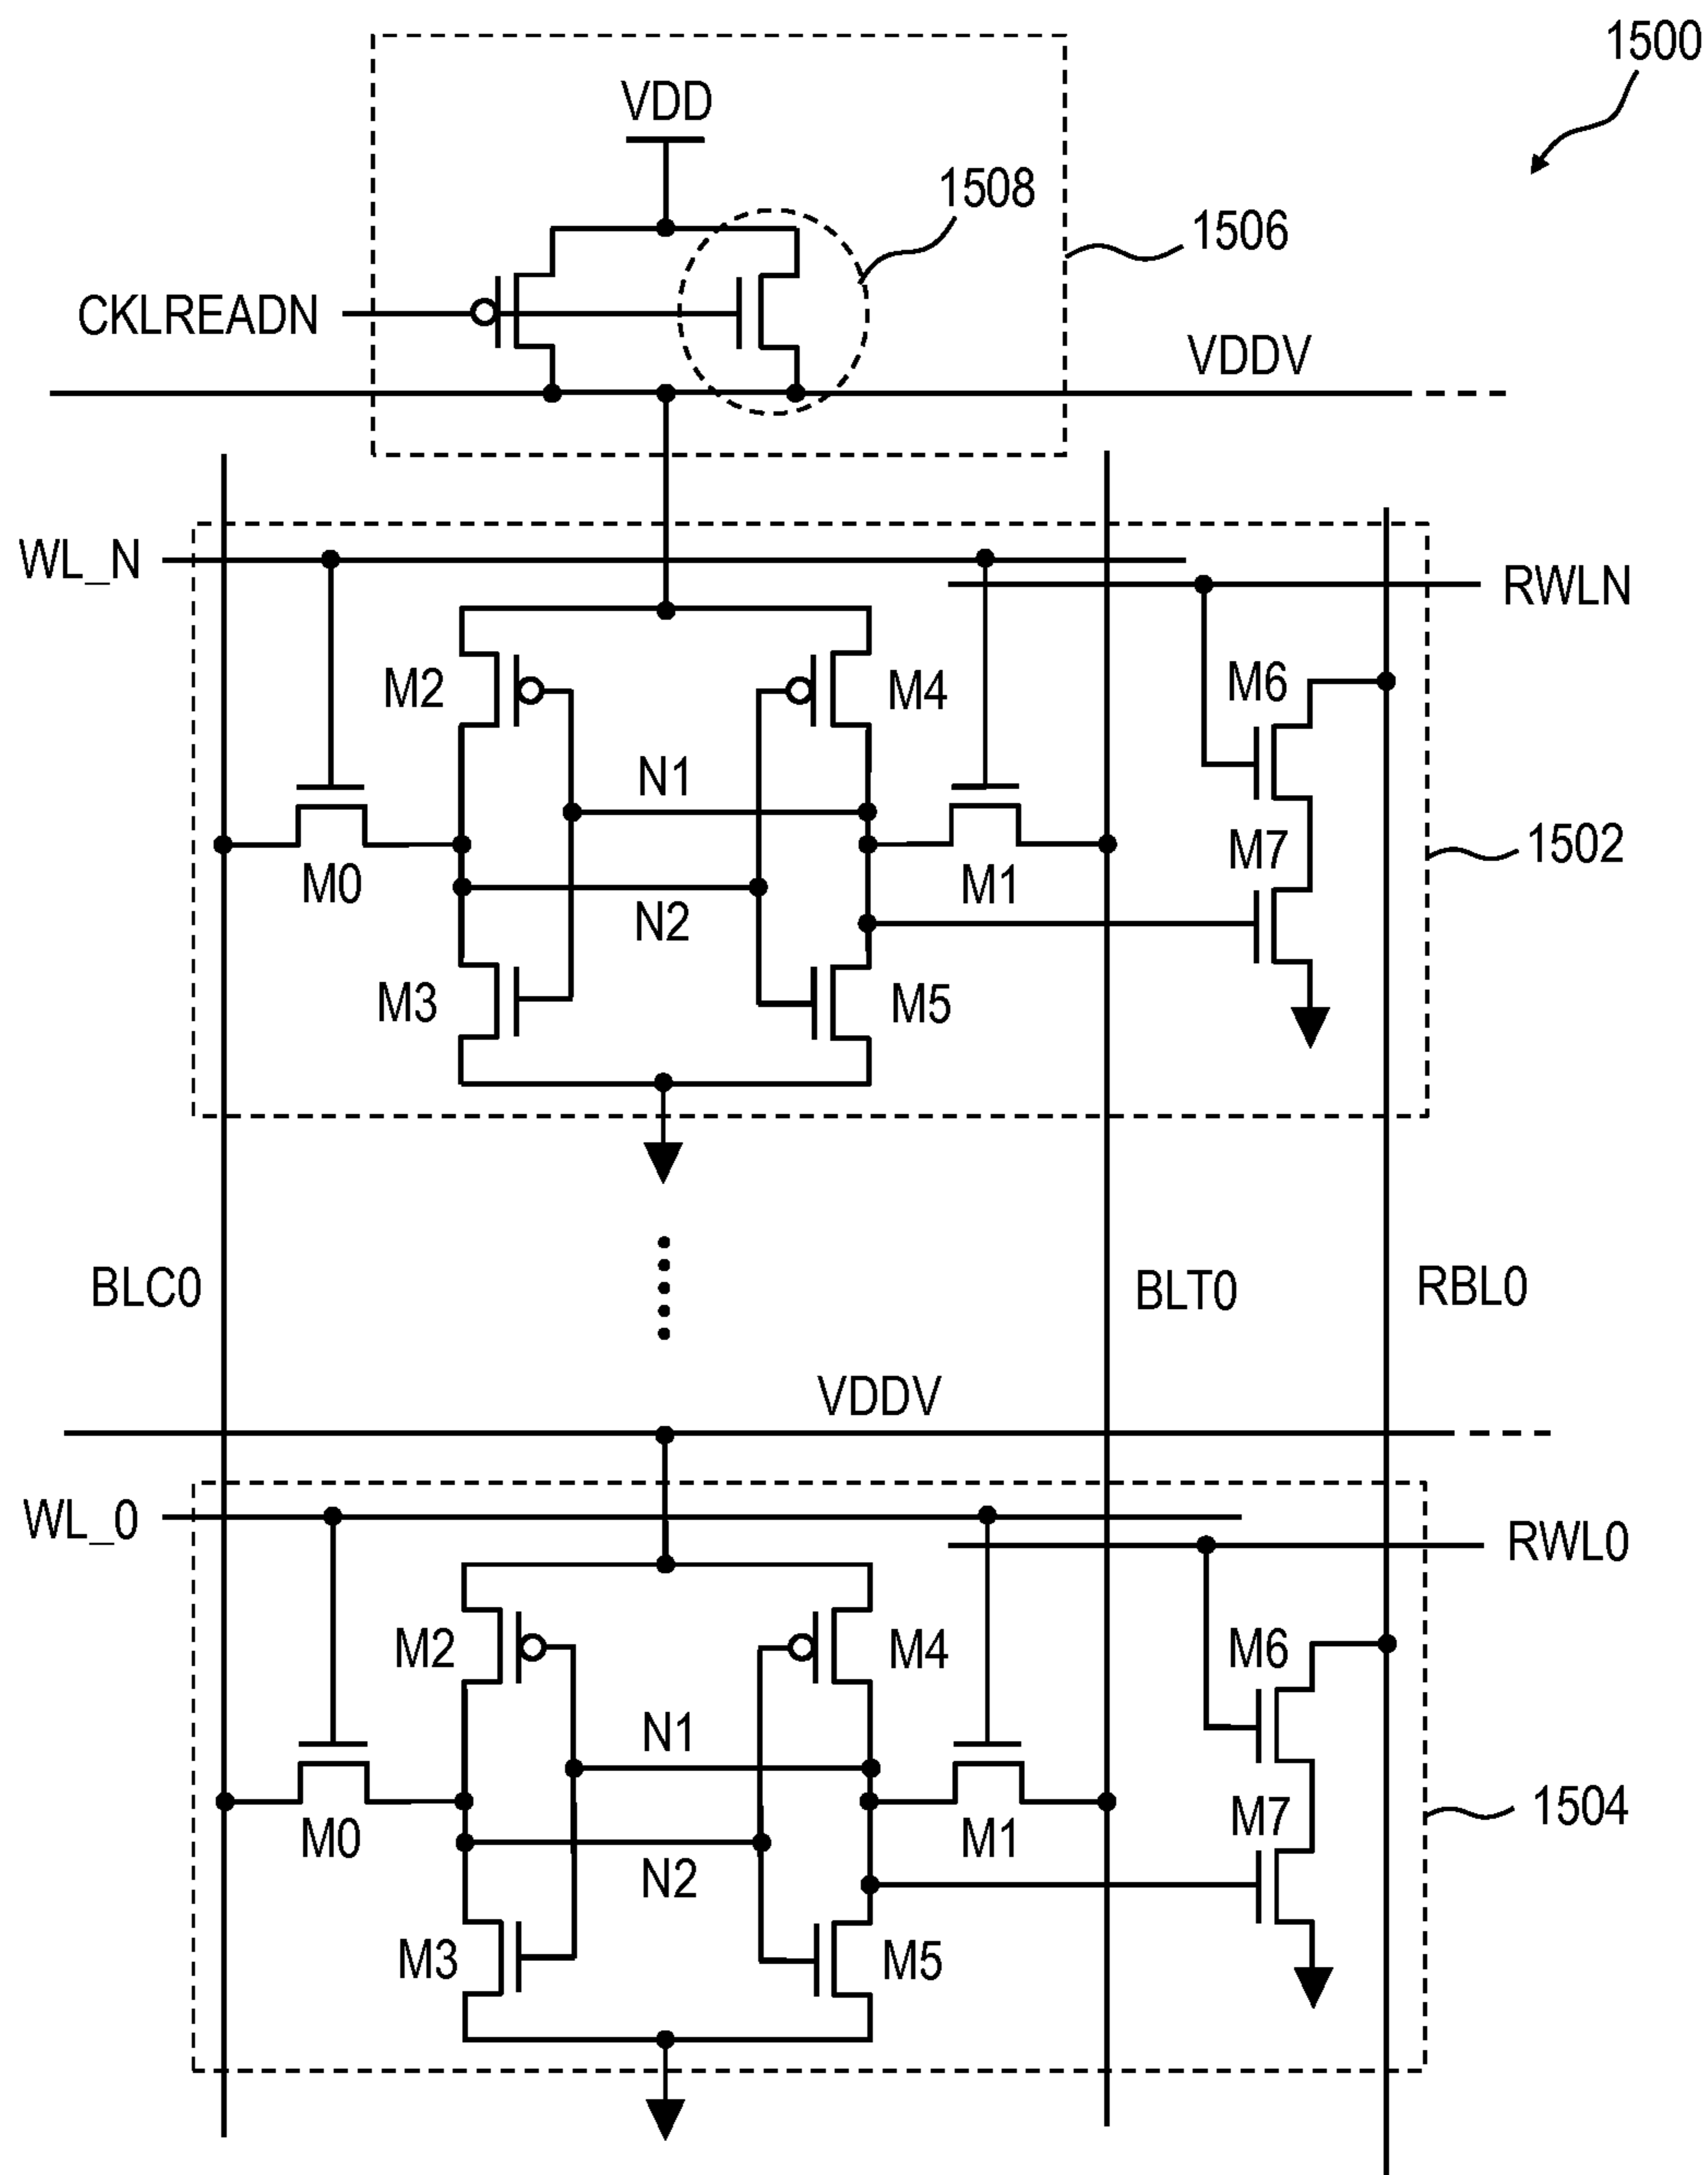 1500
VDD
1508
1506
CKLREADN
VDDV
WL_N
RWLN
M2
M4
M6
N1
M7
1502
M0
M1
N2
M3
M5
BLC0
BLT0
RBL0
VDDV
WL_0
RWL0
M2
M4
M6
N1
M7
1504
M0
M1
N2
M3
M5